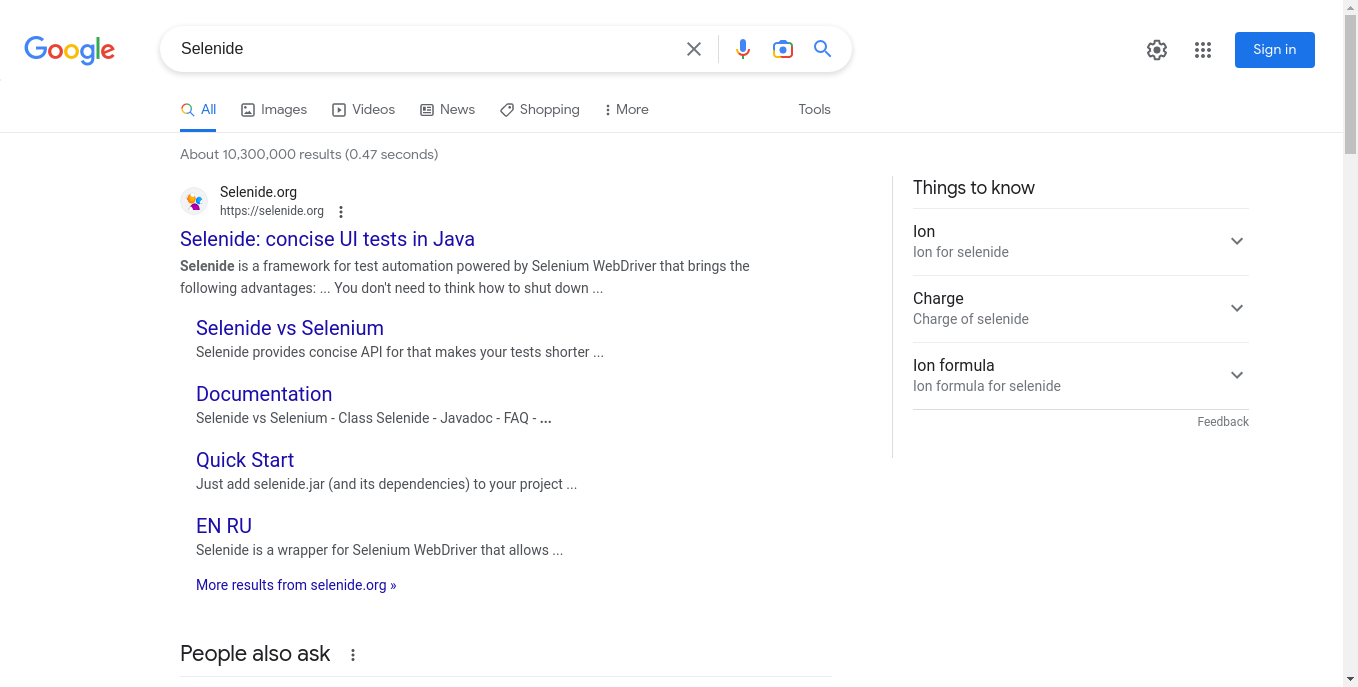 Google
Selenide
Sign in
All
Images
Videos
News
Shopping
More
Tools
About 10,300,000 results (0.47 seconds)
Selenide.org
https://selenide.org
Selenide: concise UI tests in Java
Selenide is a framework for test automation powered by Selenium WebDriver that brings the
following advantages: ... You don't need to think how to shut down ...
Selenide vs Selenium
Selenide provides concise API for that makes your tests shorter ...
Documentation
Selenide vs Selenium - Class Selenide - Javadoc - FAQ - ...
Quick Start
Just add selenide.jar (and its dependencies) to your project ...
EN RU
Selenide is a wrapper for Selenium WebDriver that allows ...
More results from selenide.org »
People also ask
Things to know
Ion
Ion for selenide
Charge
Charge of selenide
Ion formula
Ion formula for selenide
Feedback